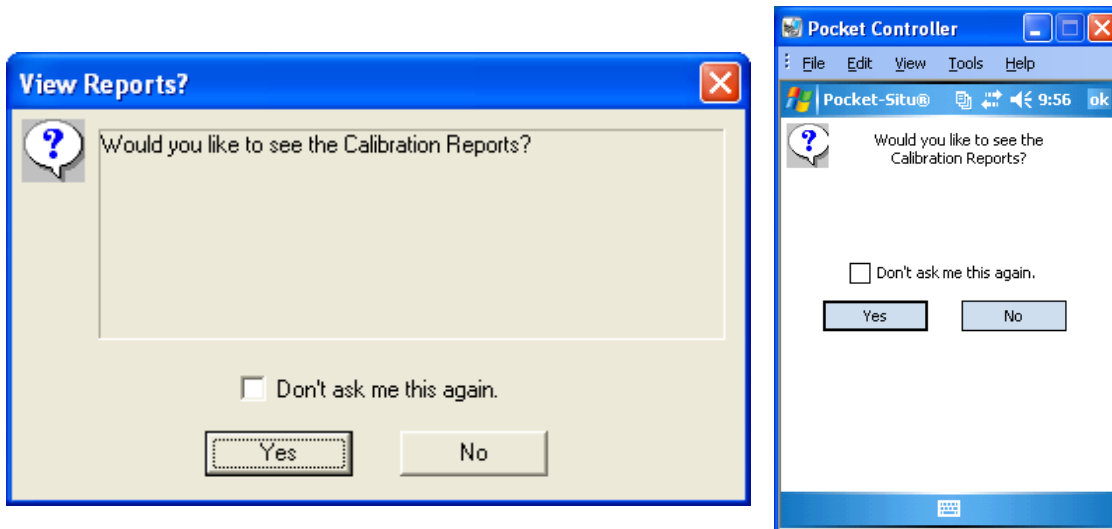 View Reports?
Would you like to see the Calibration Reports?
Don't ask me this again.
Yes No
Pocket Controller
File Edit View Tools Help
Pocket-Situ® 9:56 ok
Would you like to see the
Calibration Reports?
Don't ask me this again.
Yes No